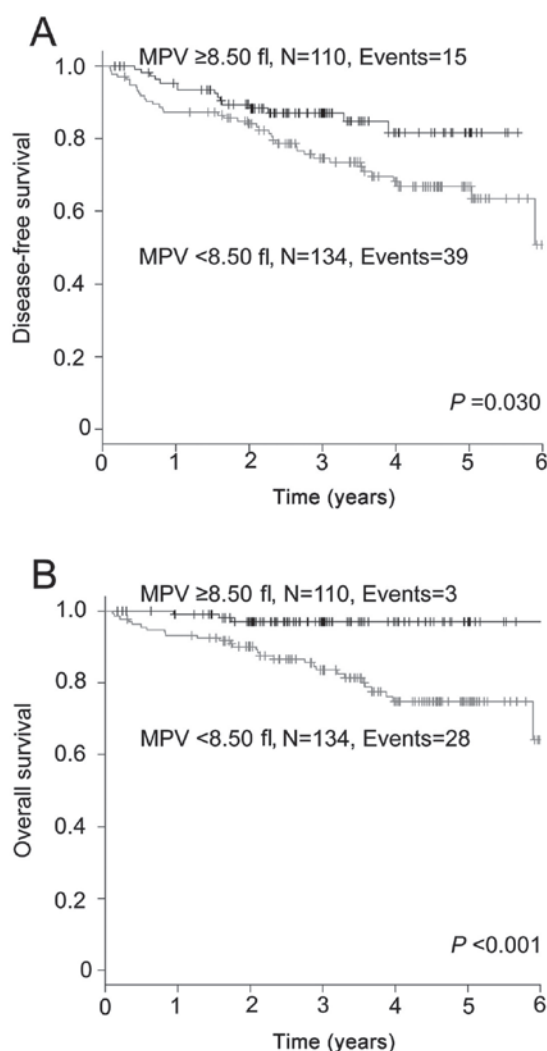 A
MPV ≥8.50 fl, N=110, Events=15
1.0
0.8
0.6
0.4
0.2
0
Disease-free survival
MPV <8.50 fl, N=134, Events=39
P =0.030
0 1 2 3 4 5 6
Time (years)
B
MPV ≥8.50 fl, N=110, Events=3
1.0
0.8
0.6
0.4
0.2
0
Overall survival
MPV <8.50 fl, N=134, Events=28
P <0.001
0 1 2 3 4 5 6
Time (years)